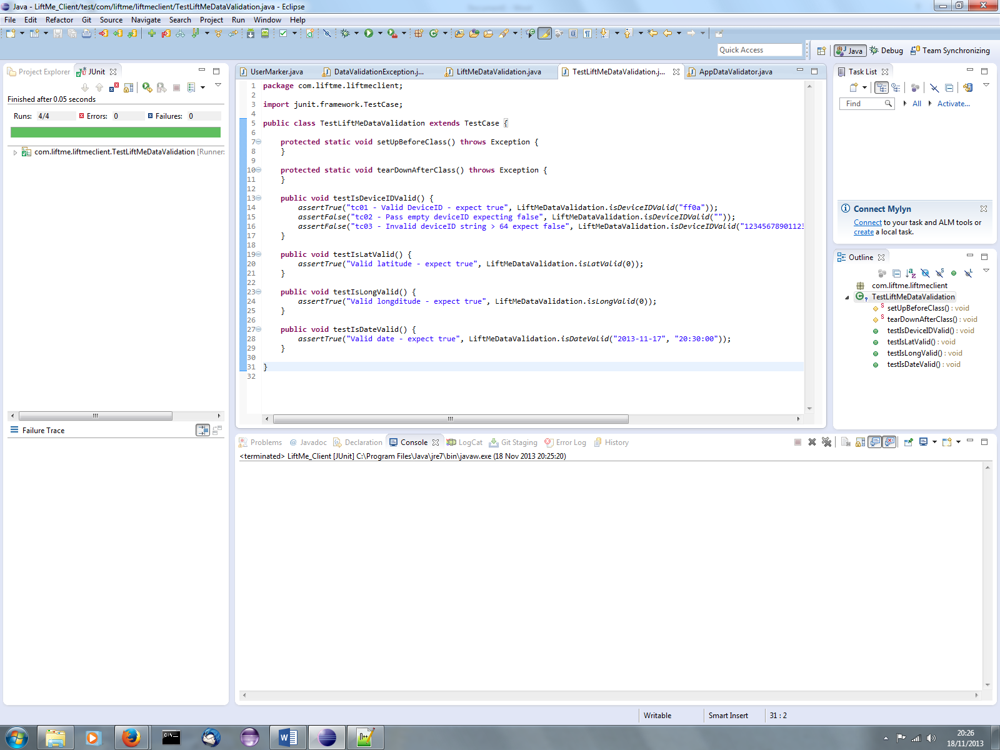 Java - LiftMe_Client/test/com/liftme/liftmeclient/TestLiftMeDataValidation.java - Eclipse
File Edit Refactor Git Source Navigate Search Project Run Window Help
Quick Access
Java Debug Team Synchronizing
Project Explorer JUnit
Finished after 0.05 seconds
Runs: 4/4 Errors: 0 Failures: 0
com.liftme.liftmeclient.TestLiftMeDataValidation [Runner:
Failure Trace
UserMarker.java DataValidationException.j... LiftMeDataValidation.java TestLiftMeDataValidation.j... AppDataValidator.java
1 package com.liftme.liftmeclient;
2
3 import junit.framework.TestCase;
4
5 public class TestLiftMeDataValidation extends TestCase {
6
7 protected static void setUpBeforeClass() throws Exception {
8 }
9
10 protected static void tearDownAfterClass() throws Exception {
11 }
12
13 public void testIsDeviceIDValid() {
14 assertTrue("tc01 - Valid DeviceID - expect true", LiftMeDataValidation.isDeviceIDValid("ff0a"));
15 assertFalse("tc02 - Pass empty deviceID expecting false", LiftMeDataValidation.isDeviceIDValid(""));
16 assertFalse("tc03 - Invalid deviceID string > 64 expect false", LiftMeDataValidation.isDeviceIDValid("12345678901123
17 }
18
19 public void testIsLatValid() {
20 assertTrue("Valid latitude - expect true", LiftMeDataValidation.isLatValid(0));
21 }
22
23 public void testIsLongValid() {
24 assertTrue("Valid longditude - expect true", LiftMeDataValidation.isLongValid(0));
25 }
26
27 public void testIsDateValid() {
28 assertTrue("Valid date - expect true", LiftMeDataValidation.isDateValid("2013-11-17", "20:30:00"));
29 }
30
31 }
32
Task List
Find All Activate...
Connect Mylyn
Connect to your task and ALM tools or
create a local task.
Outline
com.liftme.liftmeclient
TestLiftMeDataValidation
setUpBeforeClass() : void
tearDownAfterClass() : void
testIsDeviceIDValid() : void
testIsLatValid() : void
testIsLongValid() : void
testIsDateValid() : void
Problems @ Javadoc Declaration Console LogCat Git Staging Error Log History
<terminated> LiftMe_Client [JUnit] C:\Program Files\Java\jre7\bin\javaw.exe (18 Nov 2013 20:25:20)
Writable Smart Insert 31 : 2
20:26
18/11/2013